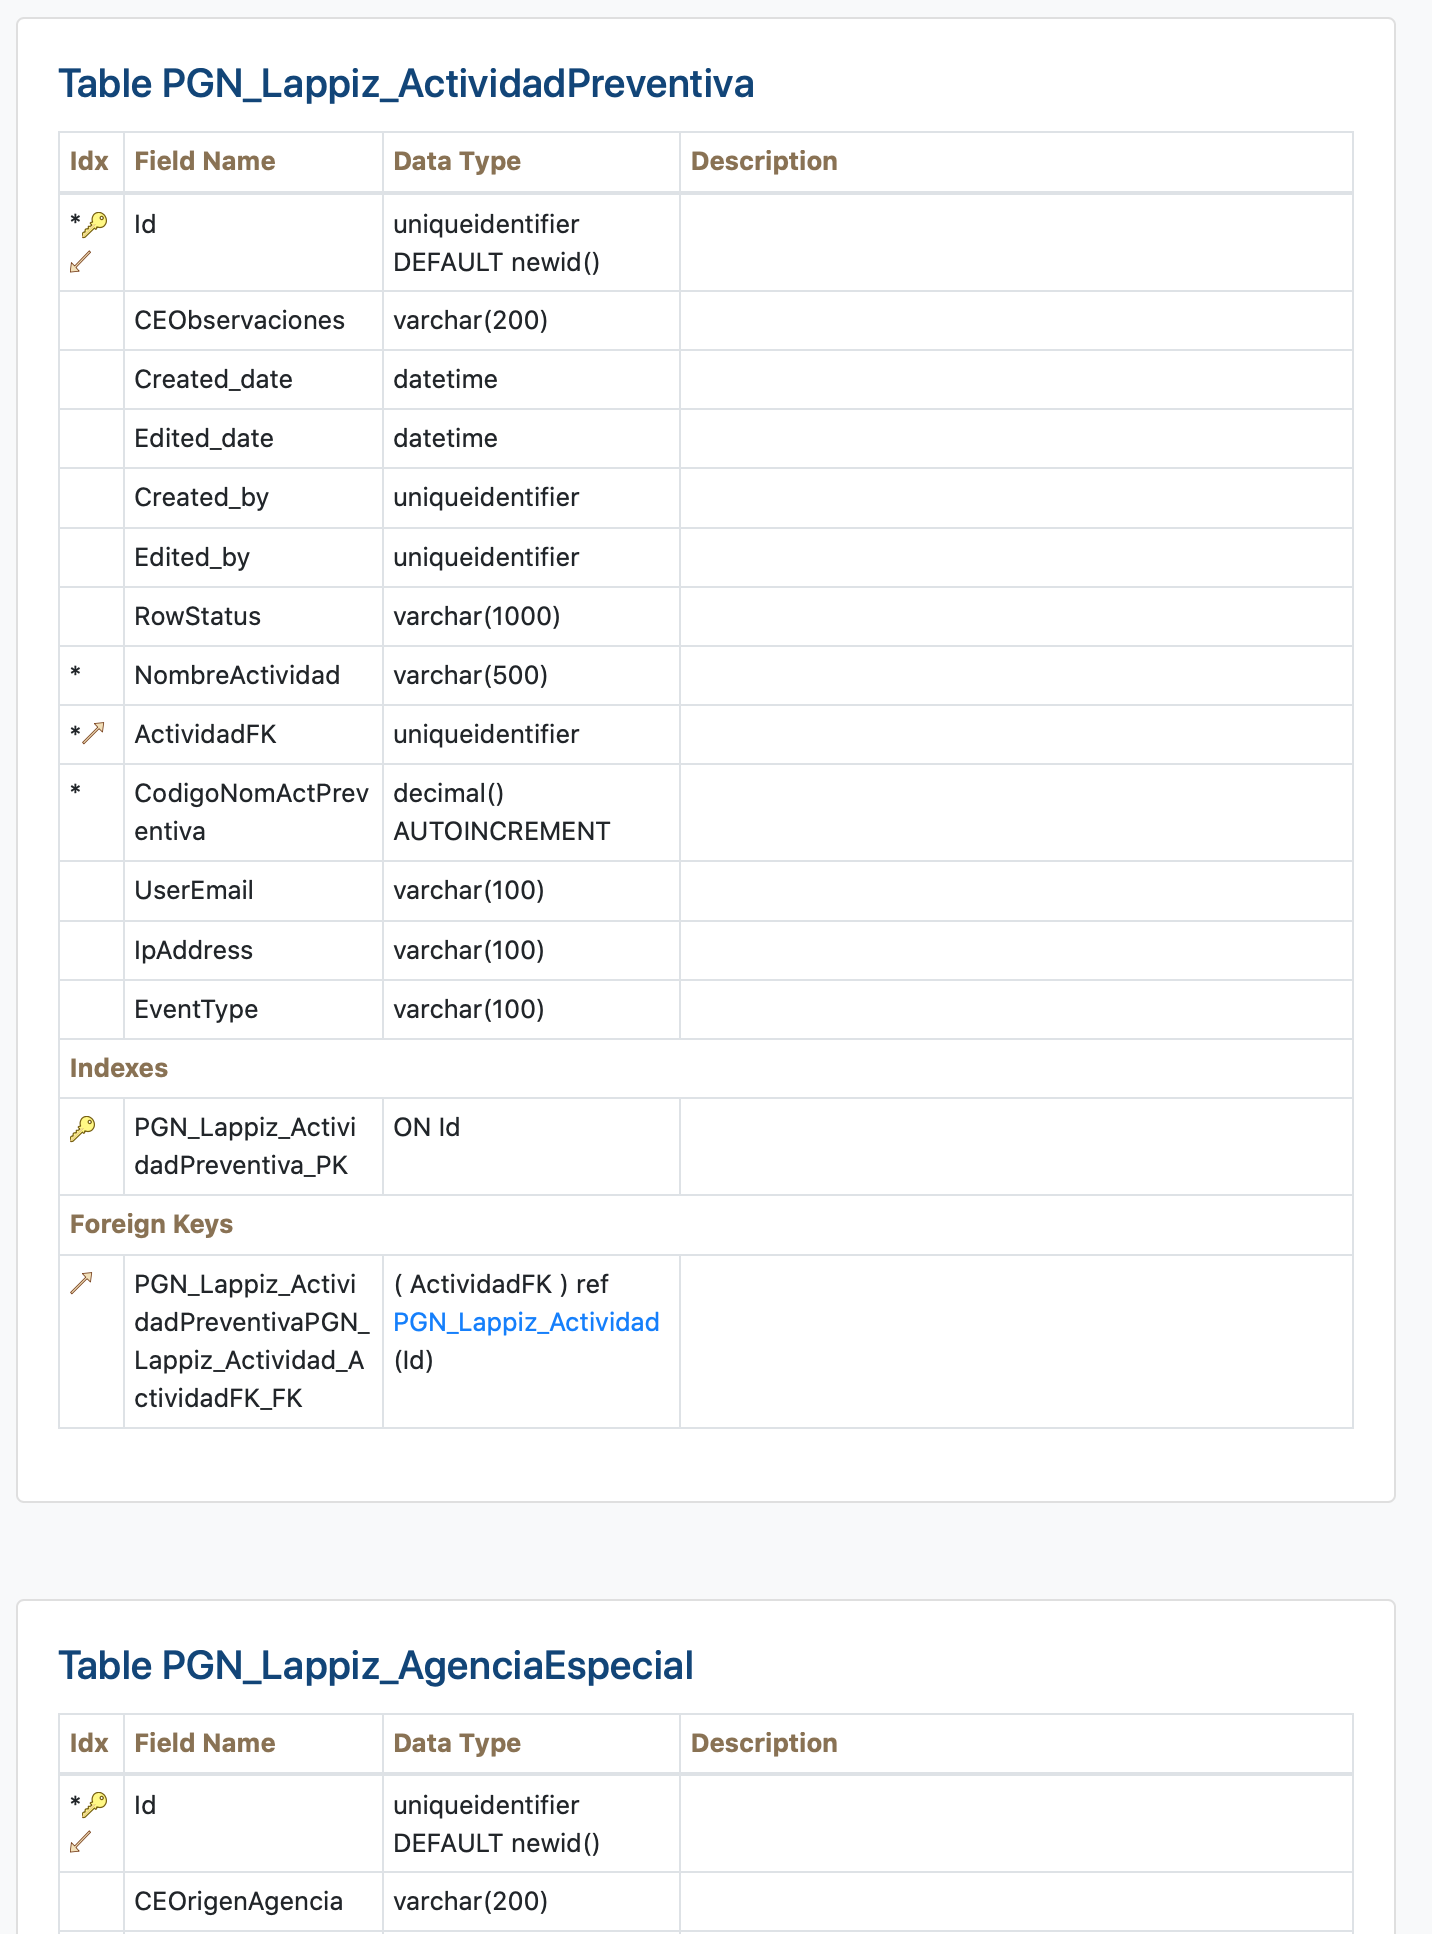 Table PGN_Lappiz_ActividadPreventiva
Idx Field Name Data Type Description
* Id uniqueidentifier
DEFAULT newid()
CEObservaciones varchar(200)
Created_date datetime
Edited_date datetime
Created_by uniqueidentifier
Edited_by uniqueidentifier
RowStatus varchar(1000)
* NombreActividad varchar(500)
* ActividadFK uniqueidentifier
* CodigoNomActPrev decimal()
entiva AUTOINCREMENT
UserEmail varchar(100)
IpAddress varchar(100)
EventType varchar(100)
Indexes
PGN_Lappiz_Activi ON Id
dadPreventiva_PK
Foreign Keys
PGN_Lappiz_Activi ( ActividadFK ) ref
dadPreventivaPGN_ PGN_Lappiz_Actividad
Lappiz_Actividad_A (Id)
ctividadFK_FK
Table PGN_Lappiz_AgenciaEspecial
Idx Field Name Data Type Description
* Id uniqueidentifier
DEFAULT newid()
CEOrigenAgencia varchar(200)